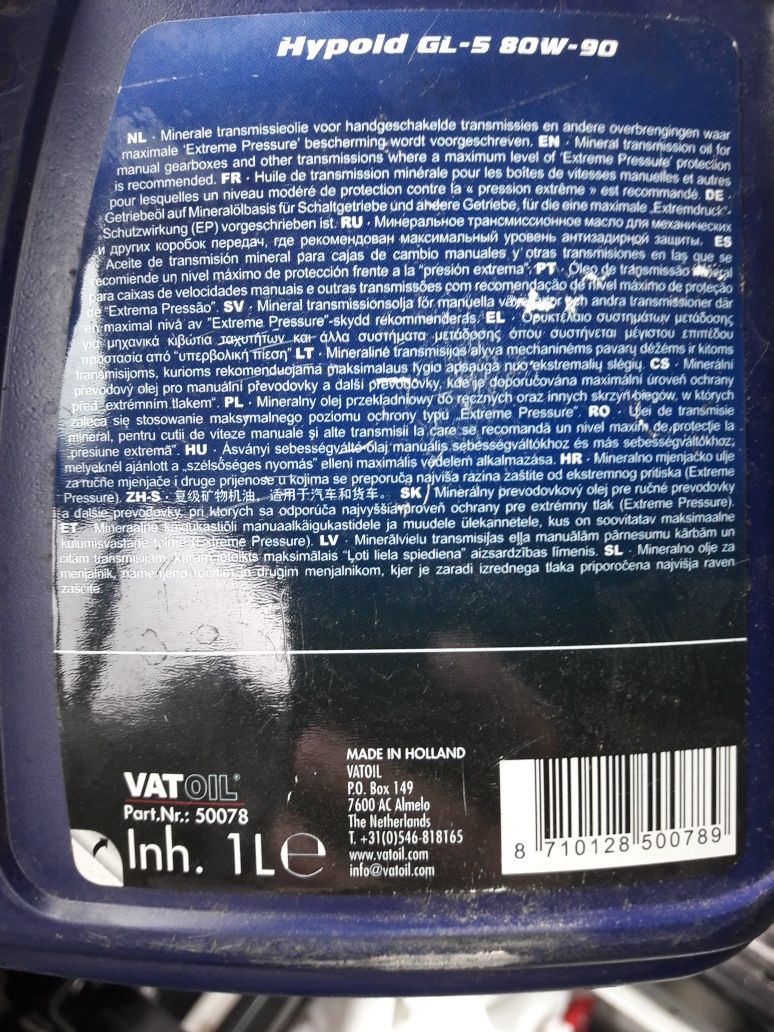 Hypoid GL-5 80W-90
NL · Minerale transmissieolie voor handgeschakelde transmissies en andere overbrengingen waar
maximale 'Extreme Pressure' bescherming wordt voorgeschreven. EN · Mineral transmission oil for
manual gearboxes and other transmissions where a maximum level of 'Extreme Pressure' protection
is recommended. FR · Huile de transmission minérale pour les boîtes de vitesses manuelles et autres
pour lesquelles un niveau modéré de protection contre la « pression extrême » est recommandé. DE ·
Getriebeöl auf Mineralölbasis für Schaltgetriebe und andere Getriebe, für die eine maximale „Extremdruck"-
Schutzwirkung (EP) vorgeschrieben ist. RU · Минеральное трансмиссионное масло для механических
и других коробок передач, где рекомендован максимальный уровень антизадирной защиты. ES ·
Aceite de transmisión mineral para cajas de cambio manuales y otras transmisiones en las que se
recomiende un nivel máximo de protección frente a la "presión extrema". PT · Óleo de transmissão
para caixas de velocidades manuais e outras transmissões com recomendação de nível máximo de proteção
de "Extrema Pressão". SV · Mineral transmissionsolja för manuella och andra transmissioner där
en maximal nivå av "Extreme Pressure"-skydd rekommenderas. EL · Ορυκτέλαιο συστημάτων μετάδοσης
για μηχανικά κιβώτια ταχυτήτων και άλλα συστήματα μετάδοσης όπου συστήνεται μέγιστου επιπέδου
προστασία από "υπερβολική πίεση". LT · Mineralinė transmisijos alyva mechaninėms pavarų dėžėms ir kitoms
transmisijoms, kurioms rekomenduojama maksimalaus lygio apsauga nuo ekstremalių slėgių. CS · Minerální
převodový olej pro manuální převodovky a další převodovky, kde je doporučována maximální úroveň ochrany
před „extrémním tlakem". PL · Mineralny olej przekładniowy do ręcznych oraz innych skrzyń biegów, w których
zaleca się stosowanie maksymalnego poziomu ochrony typu „Extreme Pressure". RO · Ulei de transmisie
mineral, pentru cutii de viteze manuale și alte transmisii la care se recomandă un nivel maxim de protecție la
„presiune extremă". HU · Ásványi sebességváltó-olaj manuális sebességváltókhoz és más sebességváltókhoz,
melyeknél ajánlott a „szélsőséges nyomás" elleni maximális védelem alkalmazása. HR · Mineralno mjenjačko ulje
za ručne mjenjače i druge prijenose u kojima se preporuča najviša razina zaštite od ekstremnog pritiska (Extreme
Pressure). ZH-S · 复级矿物机油，适用于汽车和货车。 SK · Minerálny prevodovkový olej pre ručné prevodovky
a ďalšie prevodovky, pri ktorých sa odporúča najvyššia úroveň ochrany pre extrémny tlak (Extreme Pressure).
ET · Mineraalne käigukastiõli manuaalkäigukastidele ja muudele ülekannetele, kus on soovitatav maksimaalne
kulumisvastane toime (Extreme Pressure). LV · Minerālvielu transmisijas eļļa manuālām pārnesumu kārbām un
citām transmisijām, kurām ieteikts maksimālais "Ļoti liela spiediena" aizsardzības līmenis. SL · Mineralno olje za
menjalnik, namenjeno ročnim in drugim menjalnikom, kjer je zaradi izrednega tlaka priporočena najvišja raven
zaščite.
VATOIL®
Part.Nr.: 50078
Inh. 1L e
MADE IN HOLLAND
VATOIL
P.O. Box 149
7600 AC Almelo
The Netherlands
T. +31(0)546-818165
www.vatoil.com
info@vatoil.com
8 710128 500789